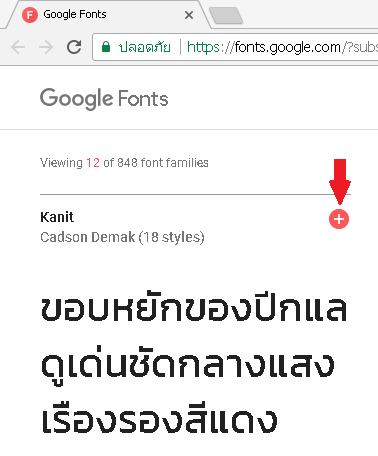 Google Fonts
ปลอดภัย https://fonts.google.com/?subs
Google Fonts
Viewing 12 of 848 font families
Kanit
Cadson Demak (18 styles)
ขอบหยักของปีกแล
ดูเด่นชัดกลางแสง
เรืองรองสีแดง